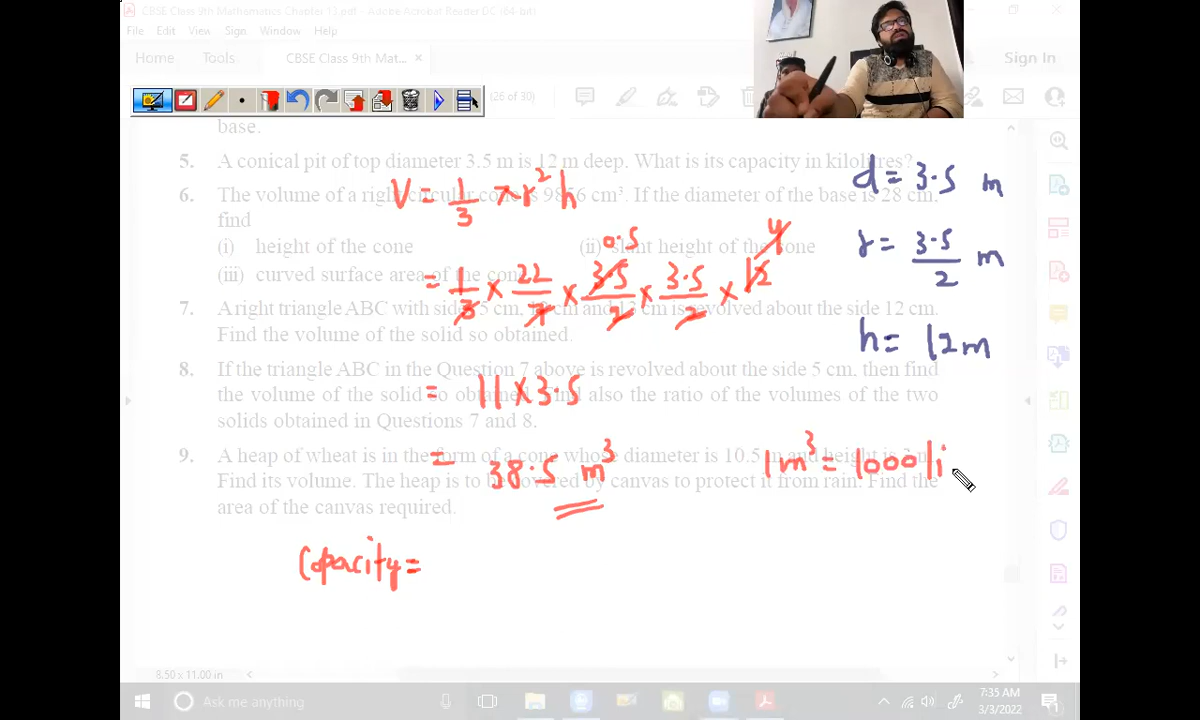 CBSE Class 9th Mathematics Chapter 13.pdf - Adobe Acrobat Reader DC (64-bit)
File Edit View Sign Window Help
Home Tools CBSE Class 9th Mat... × Sign In
(26 of 30)
base.
5. A conical pit of top diameter 3.5 m is 12 m deep. What is its capacity in kilolitres?
6. The volume of a right circular cone is 9856 cm³. If the diameter of the base is 28 cm,
find
(i) height of the cone (ii) slant height of the cone
(iii) curved surface area of the cone
7. A right triangle ABC with sides 5 cm, 12 cm and 13 cm is revolved about the side 12 cm.
Find the volume of the solid so obtained.
8. If the triangle ABC in the Question 7 above is revolved about the side 5 cm, then find
the volume of the solid so obtained. Find also the ratio of the volumes of the two
solids obtained in Questions 7 and 8.
9. A heap of wheat is in the form of a cone whose diameter is 10.5 m and height is 3 m.
Find its volume. The heap is to be covered by canvas to protect it from rain. Find the
area of the canvas required.
V = 1/3 πr² h
0.5 4
= 1/3 × 22/7 × 3.5/2 × 3.5/2 × 12
= 11 × 3.5
= 38.5 m³
Capacity =
d = 3.5 m
r = 3.5/2 m
h = 12 m
1 m³ = 1000 li
8.50 x 11.00 in
Ask me anything
7:35 AM
3/3/2022